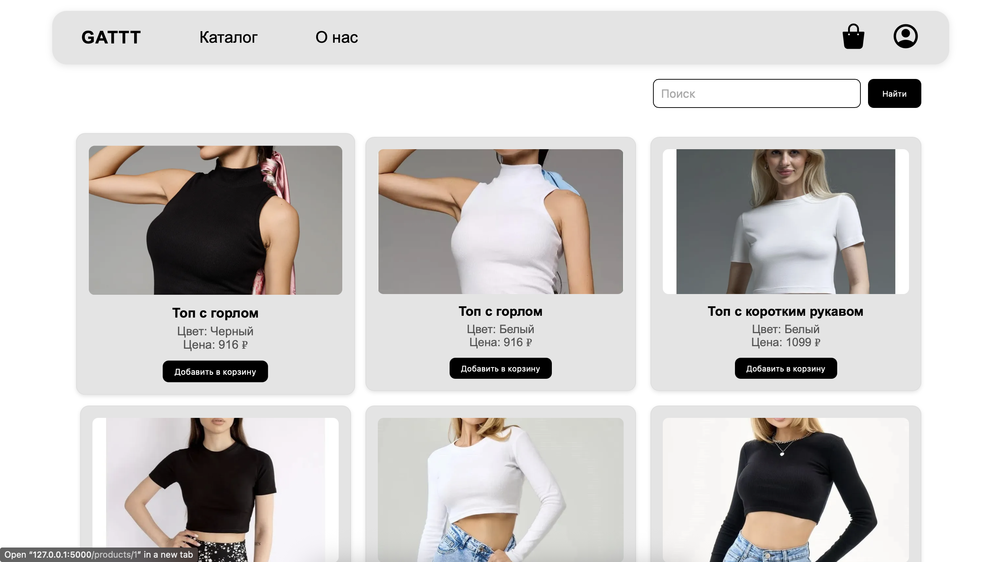 GATTT Каталог О нас
Поиск Найти
Топ с горлом
Цвет: Черный
Цена: 916 ₽
Добавить в корзину
Топ с горлом
Цвет: Белый
Цена: 916 ₽
Добавить в корзину
Топ с коротким рукавом
Цвет: Белый
Цена: 1099 ₽
Добавить в корзину
Open “127.0.0.1:5000/products/1” in a new tab